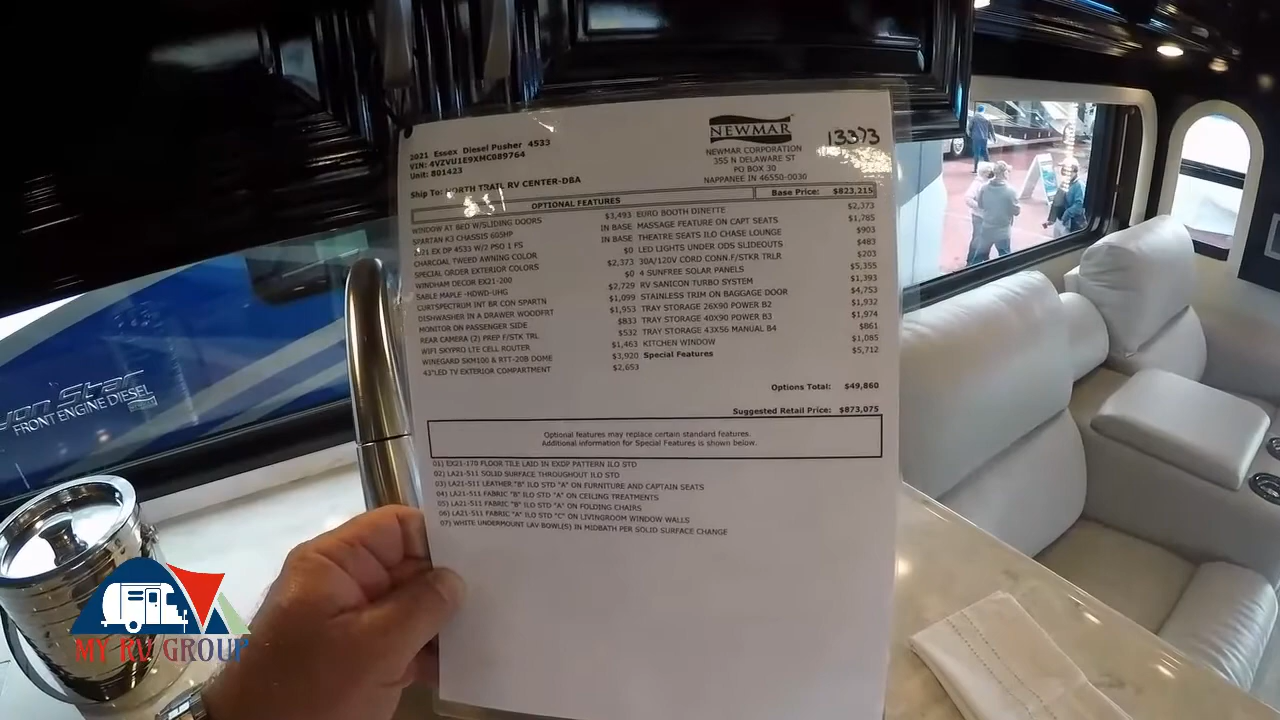 2021 Essex Diesel Pusher 4533
VIN: 4VZVU1E9XMC089764
Unit: 801423
Ship To: NORTH TRAIL RV CENTER-DBA
NEWMAR
13373
NEWMAR CORPORATION
355 N DELAWARE ST
PO BOX 30
NAPPANEE IN 46550-0030
OPTIONAL FEATURES
Base Price: $823,215
WINDOW AT BED W/SLIDING DOORS $3,493
SPARTAN K3 CHASSIS 605HP IN BASE
2021 EX DP 4533 W/2 PSO 1 FS IN BASE
CHARCOAL TWEED AWNING COLOR $0
SPECIAL ORDER EXTERIOR COLORS $2,373
WINDHAM DECOR EX21-200 $0
SABLE MAPLE -HDWD-UHG $2,729
CURTSPECTRUM INT BR CON SPARTN $1,099
DISHWASHER IN A DRAWER WOODFRT $1,953
MONITOR ON PASSENGER SIDE $833
REAR CAMERA (2) PREP F/STK TRL $532
WIFI SKYPRO LTE CELL ROUTER $1,463
WINEGARD SKM100 & RTT-20B DOME $3,920
43"LED TV EXTERIOR COMPARTMENT $2,653
EURO BOOTH DINETTE $2,373
MASSAGE FEATURE ON CAPT SEATS $1,785
THEATRE SEATS ILO CHASE LOUNGE $903
LED LIGHTS UNDER ODS SLIDEOUTS $483
30A/120V CORD CONN.F/STKR TRLR $203
4 SUNFREE SOLAR PANELS $5,355
RV SANICON TURBO SYSTEM $1,393
STAINLESS TRIM ON BAGGAGE DOOR $4,753
TRAY STORAGE 26X90 POWER B2 $1,932
TRAY STORAGE 40X90 POWER B3 $1,974
TRAY STORAGE 43X56 MANUAL B4 $861
KITCHEN WINDOW $1,085
Special Features $5,712
Options Total: $49,860
Suggested Retail Price: $873,075
Optional features may replace certain standard features.
Additional information for Special Features is shown below.
01) EX21-170 FLOOR TILE LAID IN EXDP PATTERN ILO STD
02) LA21-511 SOLID SURFACE THROUGHOUT ILO STD
03) LA21-511 LEATHER "B" ILO STD "A" ON FURNITURE AND CAPTAIN SEATS
04) LA21-511 FABRIC "B" ILO STD "A" ON CEILING TREATMENTS
05) LA21-511 FABRIC "B" ILO STD "A" ON FOLDING CHAIRS
06) LA21-511 FABRIC "A" ILO STD "C" ON LIVINGROOM WINDOW WALLS
07) WHITE UNDERMOUNT LAV BOWL(S) IN MIDBATH PER SOLID SURFACE CHANGE
yon Star
FRONT ENGINE DIESEL
MY RV GROUP